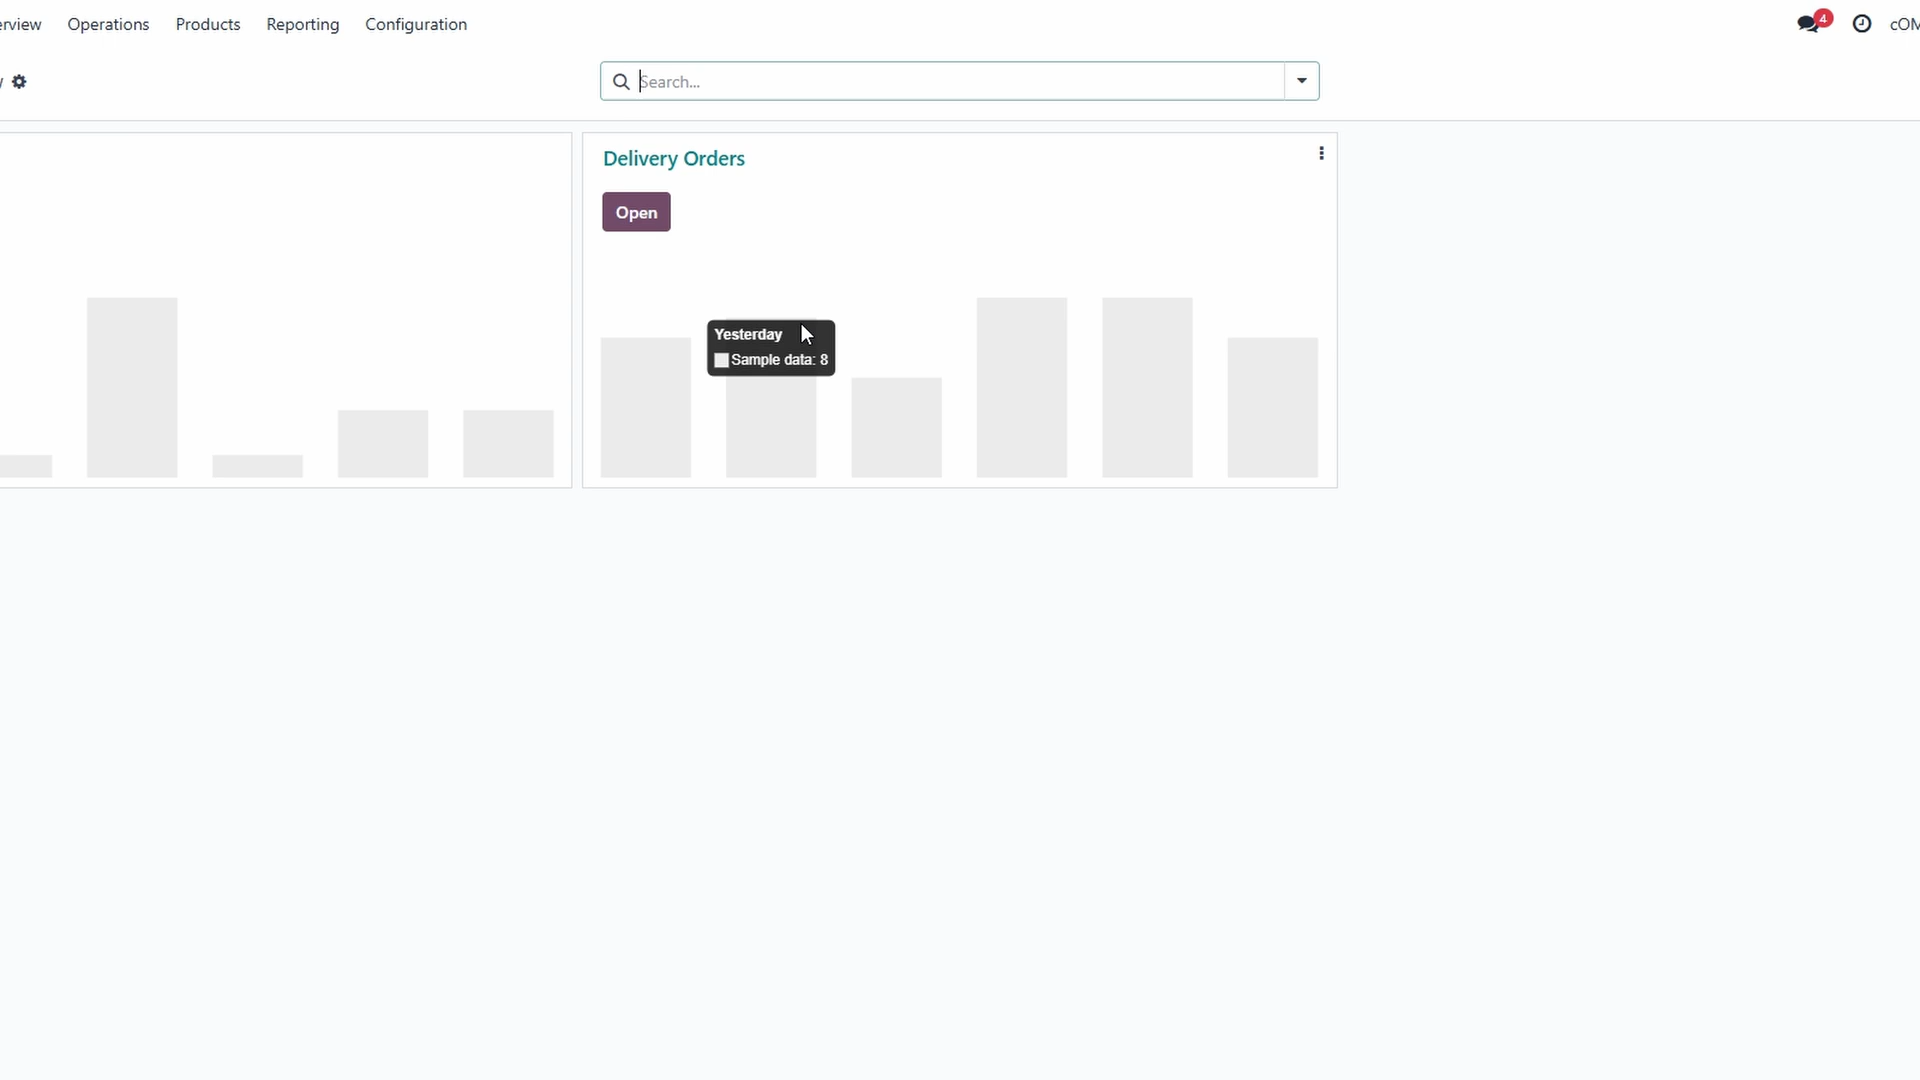 erview Operations Products Reporting Configuration 4 cOM
Search...
Delivery Orders
Open
Yesterday
Sample data: 8